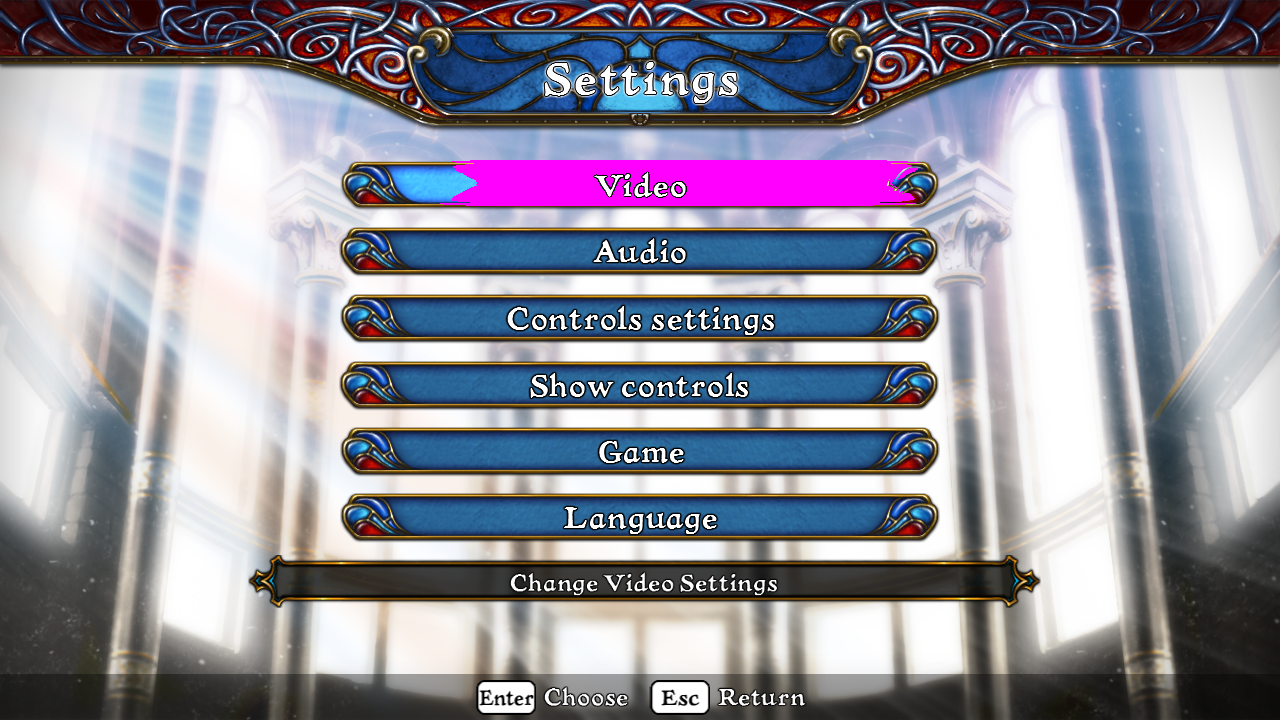 Settings
Video
Audio
Controls settings
Show controls
Game
Language
Change Video Settings
Enter Choose Esc Return